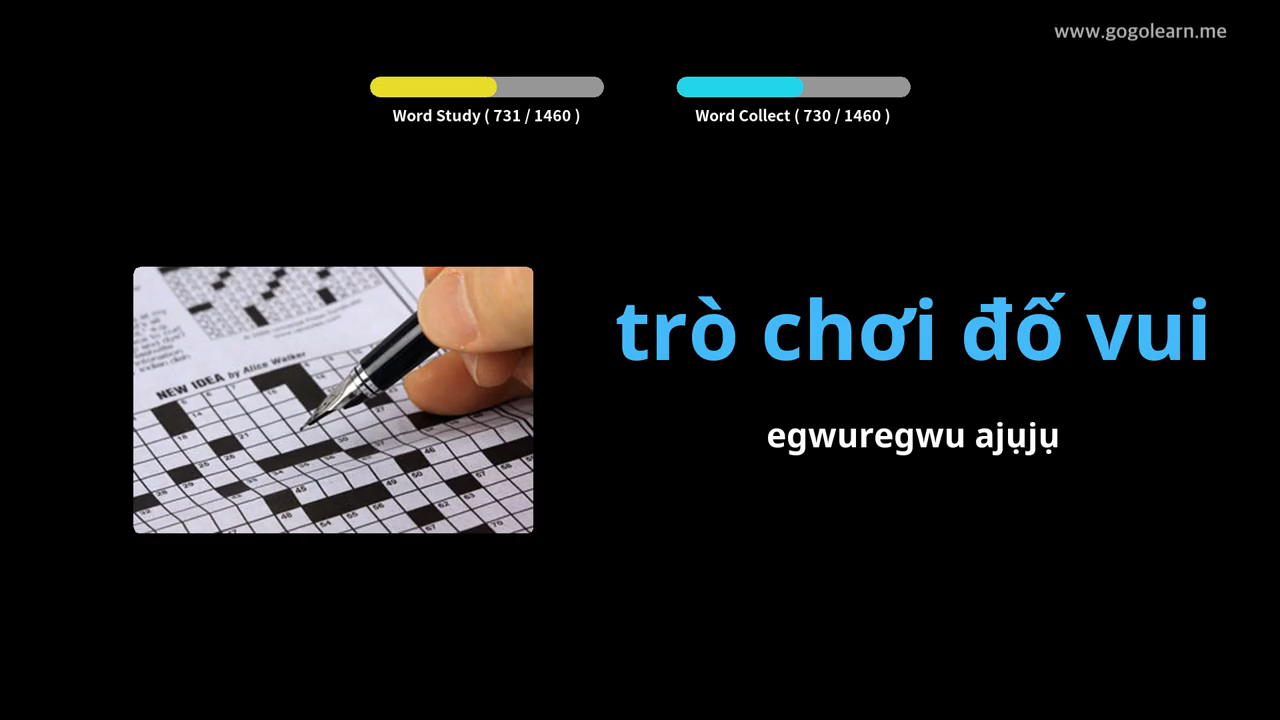 www.gogolearn.me
Word Study ( 731 / 1460 )
Word Collect ( 730 / 1460 )
trò chơi đố vui
egwuregwu ajụjụ
NEW IDEA by Alice Walker